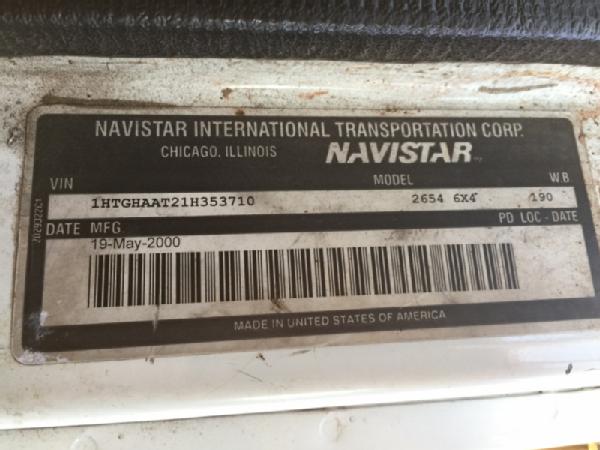 NAVISTAR INTERNATIONAL TRANSPORTATION CORP.
CHICAGO, ILLINOIS NAVISTAR
VIN MODEL W.B.
1HTGHAAT21H353710 2654 6X4 190
DATE MFG. PD LOC - DATE
19-May-2000
MADE IN UNITED STATES OF AMERICA